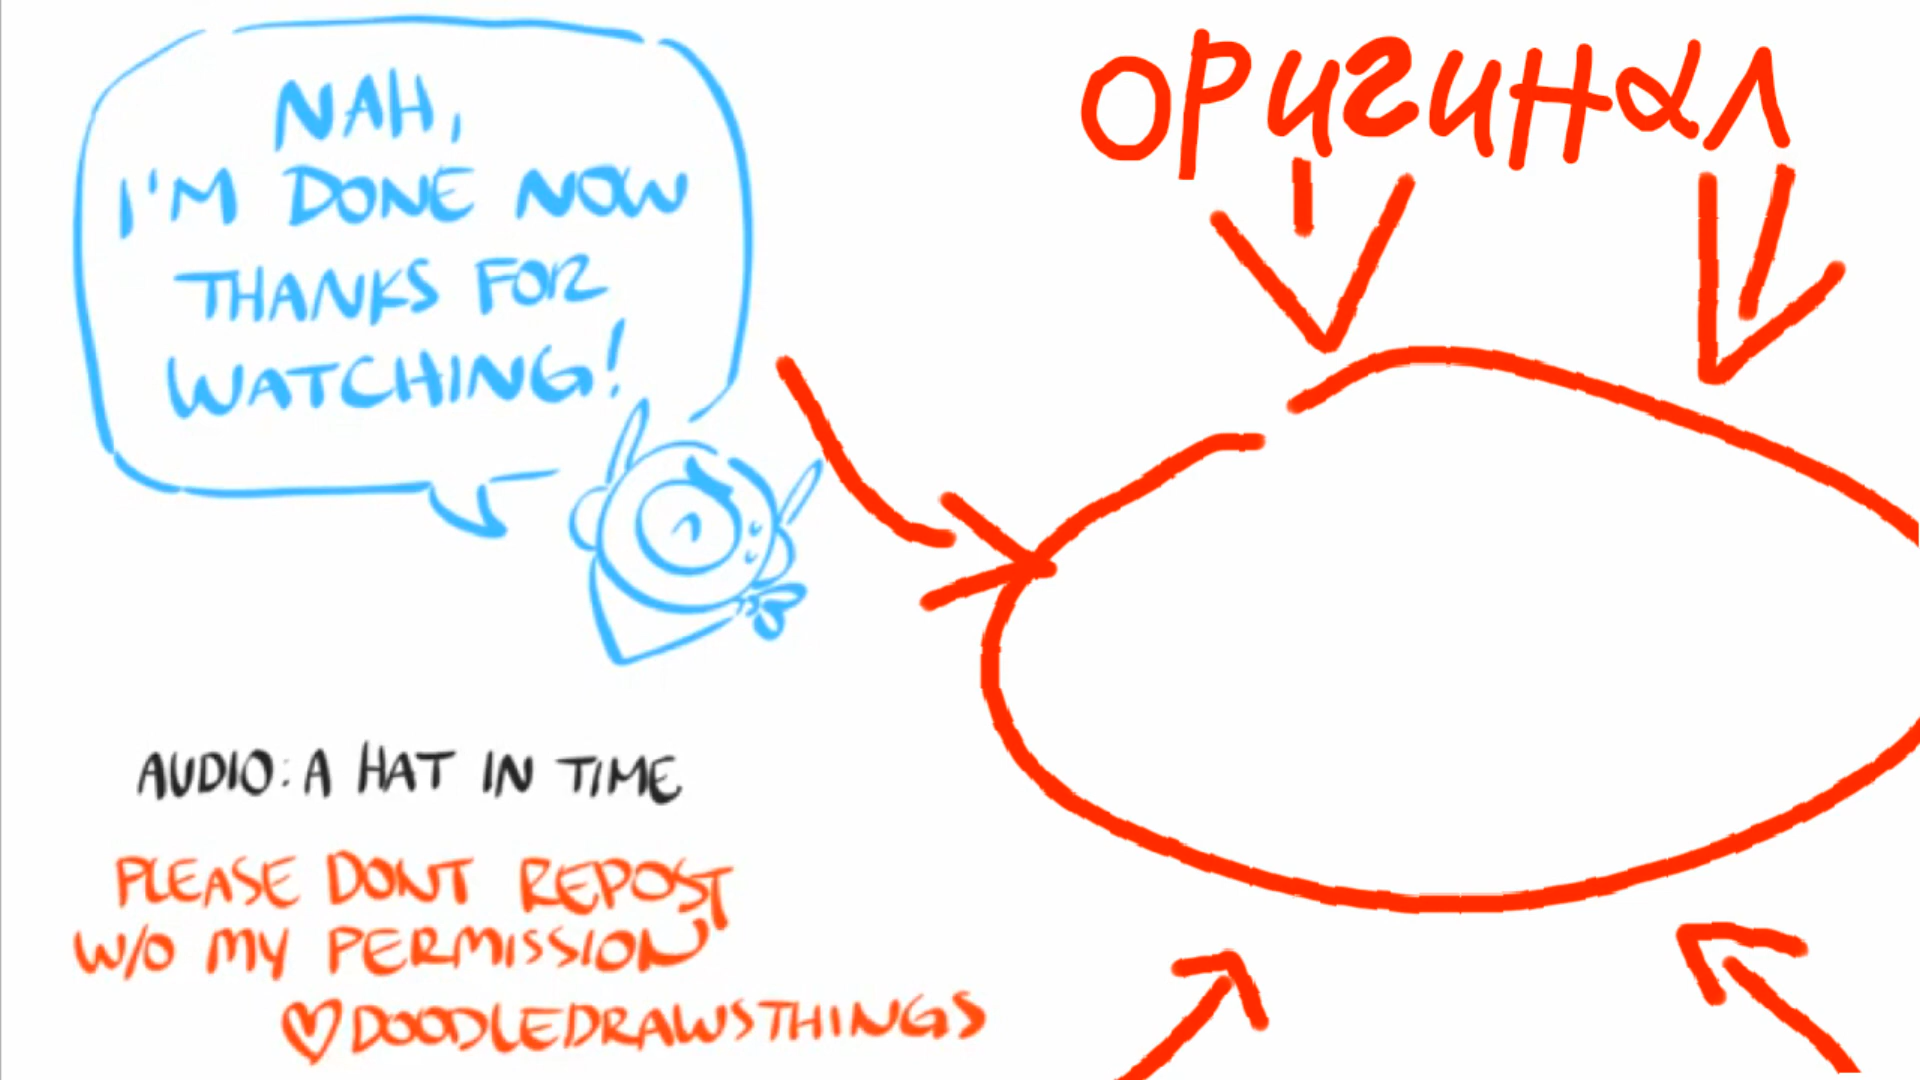 NAH,
I'M DONE NOW
THANKS FOR
WATCHING!
оригинал
AUDIO: A HAT IN TIME
PLEASE DONT REPOST
W/O MY PERMISSION
♡DOODLEDRAWSTHINGS